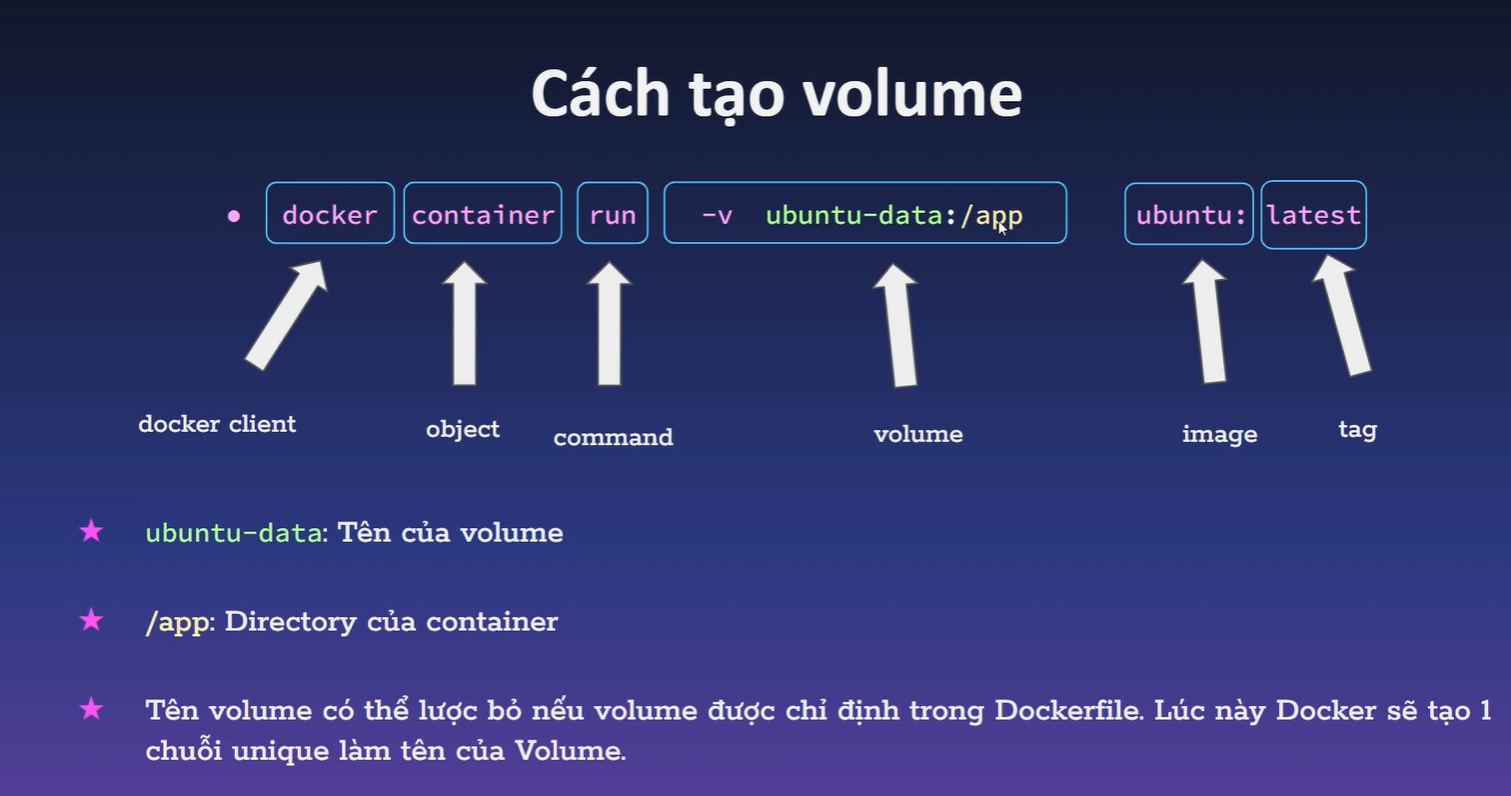 Cách tạo volume
• docker container run -v ubuntu-data:/app ubuntu: latest
docker client object command volume image tag
★ ubuntu-data: Tên của volume
★ /app: Directory của container
★ Tên volume có thể lược bỏ nếu volume được chỉ định trong Dockerfile. Lúc này Docker sẽ tạo 1
chuỗi unique làm tên của Volume.